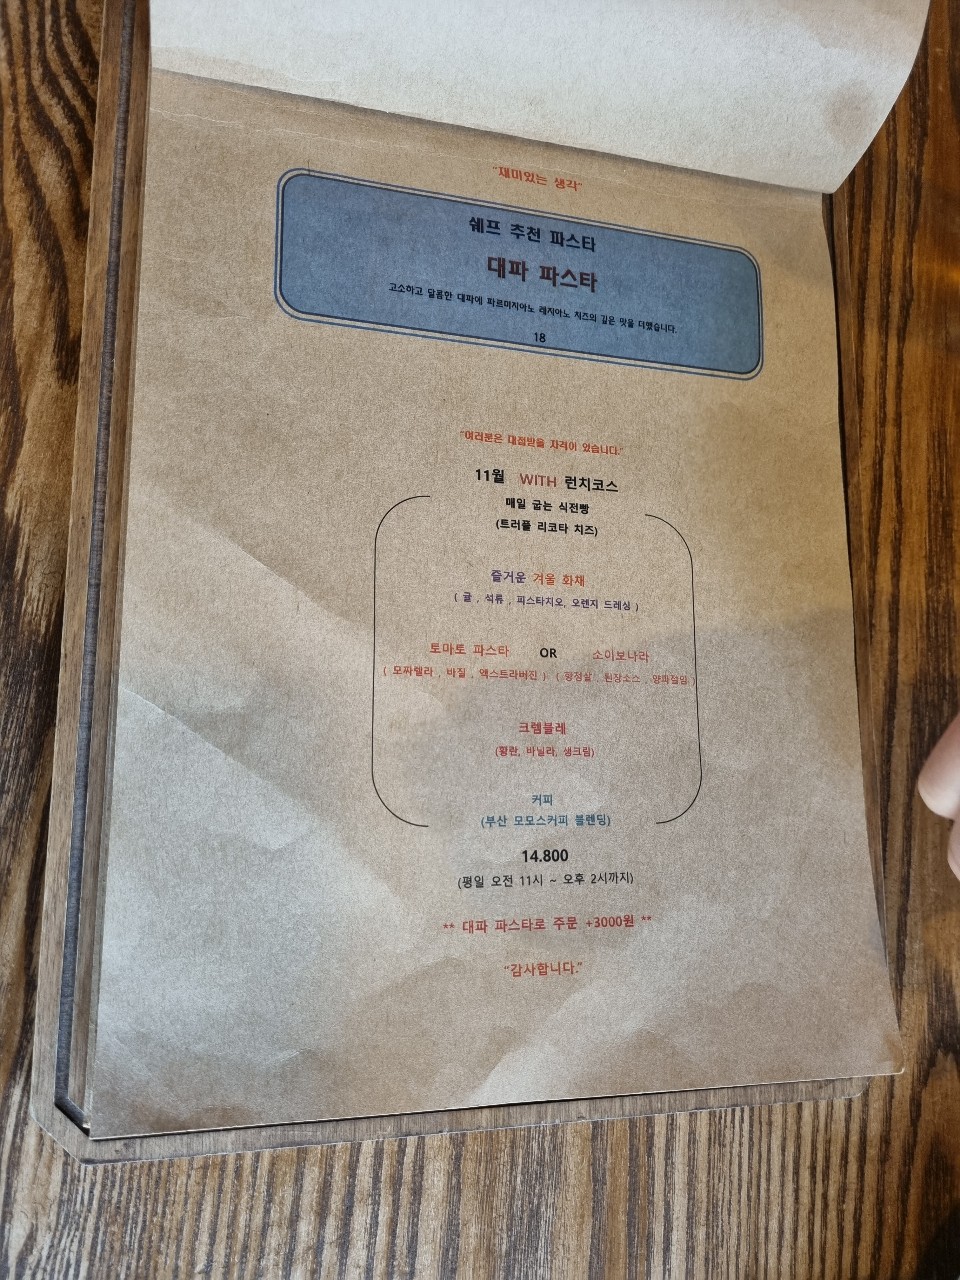 "재미있는 생각"
쉐프 추천 파스타
대파 파스타
고소하고 달콤한 대파에 파르미지아노 레지아노 치즈의 깊은 맛을 더했습니다.
18
"여러분은 대접받을 자격이 있습니다."
11월 WITH 런치코스
매일 굽는 식전빵
(트러플 리코타 치즈)
즐거운 겨울 화채
( 귤 , 석류 , 피스타치오, 오렌지 드레싱 )
토마토 파스타 OR 소이보나라
( 모짜렐라 , 바질 , 엑스트라버진 ) ( 항정살 , 된장소스 , 양파절임 )
크렘블레
(황란, 바닐라, 생크림)
커피
(부산 모모스커피 블렌딩)
14.800
(평일 오전 11시 ~ 오후 2시까지)
** 대파 파스타로 주문 +3000원 **
"감사합니다."